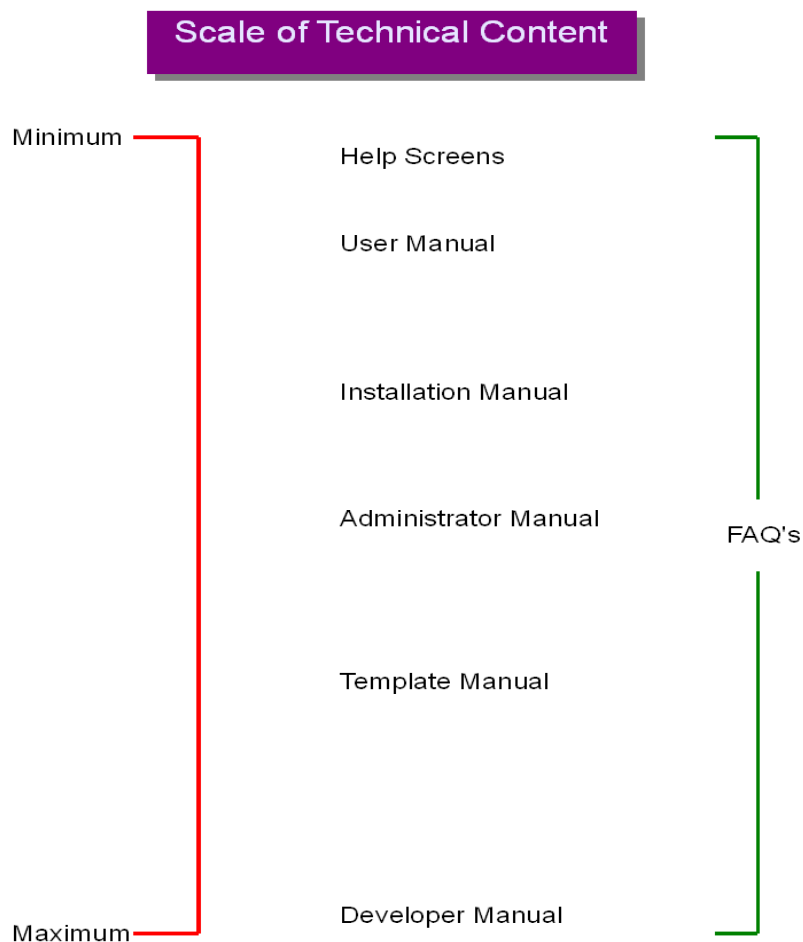 Scale of Technical Content
Minimum
Help Screens
User Manual
Installation Manual
Administrator Manual
FAQ's
Template Manual
Developer Manual
Maximum